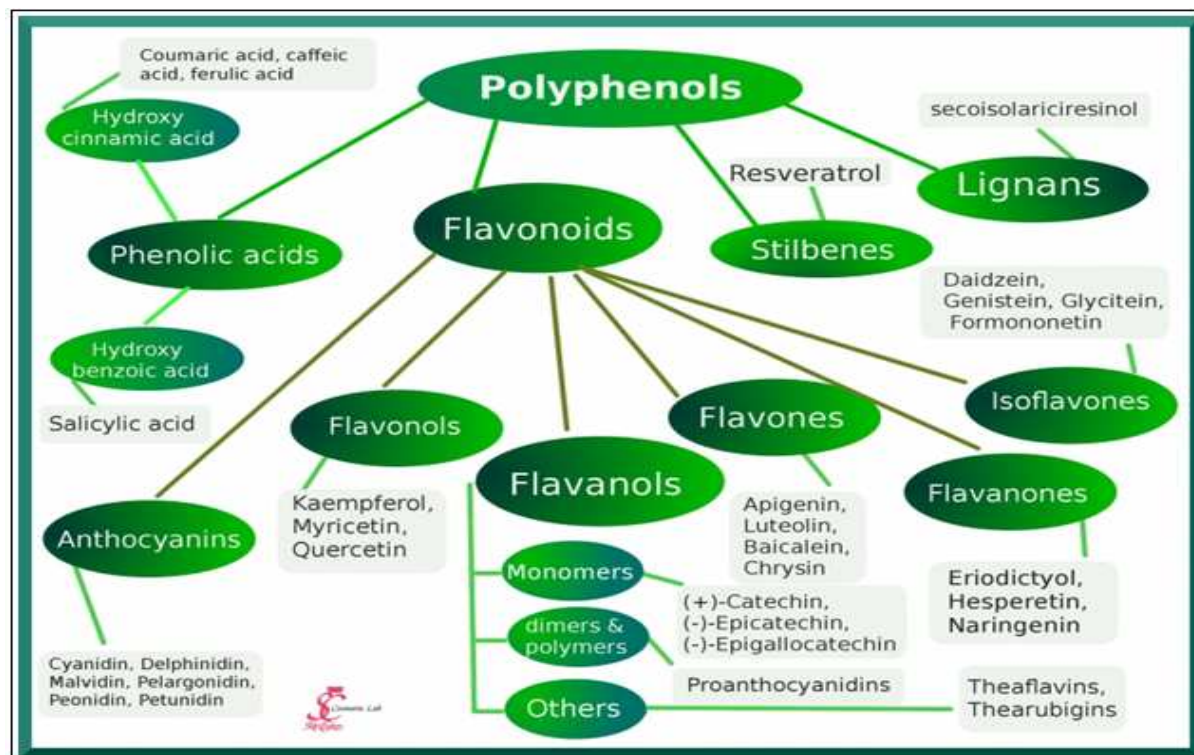 Coumaric acid, caffeic
acid, ferulic acid
Polyphenols
Hydroxy
cinnamic acid
secoisolariciresinol
Resveratrol
Lignans
Flavonoids
Phenolic acids
Stilbenes
Daidzein,
Genistein, Glycitein,
Formononetin
Hydroxy
benzoic acid
Isoflavones
Salicylic acid
Flavonols
Flavones
Flavanols
Flavanones
Kaempferol,
Myricetin,
Quercetin
Apigenin,
Luteolin,
Baicalein,
Chrysin
Anthocyanins
Monomers
(+)-Catechin,
(-)-Epicatechin,
(-)-Epigallocatechin
Eriodictyol,
Hesperetin,
Naringenin
dimers &
polymers
Cyanidin, Delphinidin,
Malvidin, Pelargonidin,
Peonidin, Petunidin
Proanthocyanidins
Theaflavins,
Thearubigins
Others